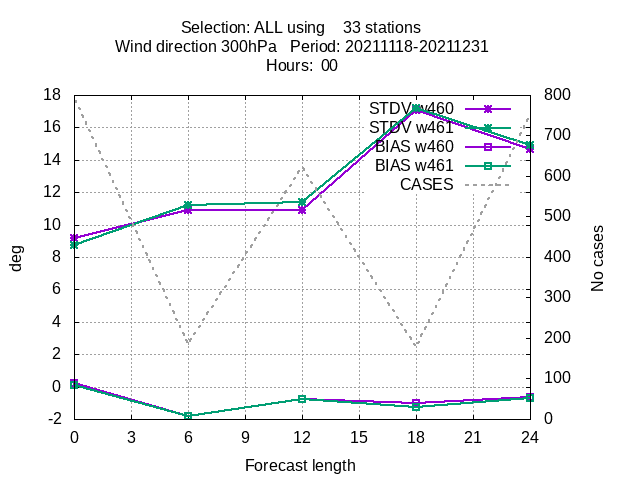 Selection: ALL using 33 stations
Wind direction 300hPa Period: 20211118-20211231
Hours: 00
18
16
14
12
10
8
6
4
2
0
-2
deg
800
700
600
500
400
300
200
100
0
No cases
STDV w460
STDV w461
BIAS w460
BIAS w461
CASES
0 3 6 9 12 15 18 21 24
Forecast length